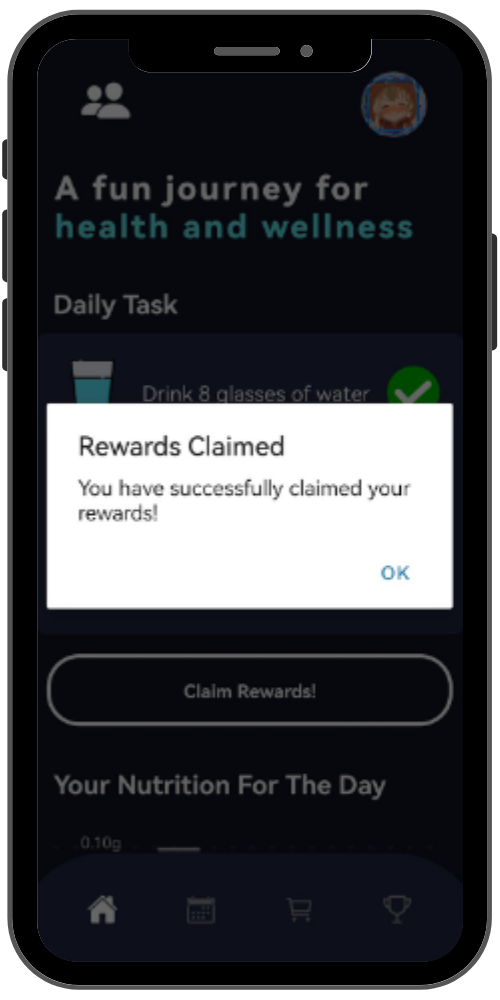 A fun journey for
health and wellness
Daily Task
Drink 8 glasses of water
Rewards Claimed
You have successfully claimed your
rewards!
OK
Claim Rewards!
Your Nutrition For The Day
0.10g